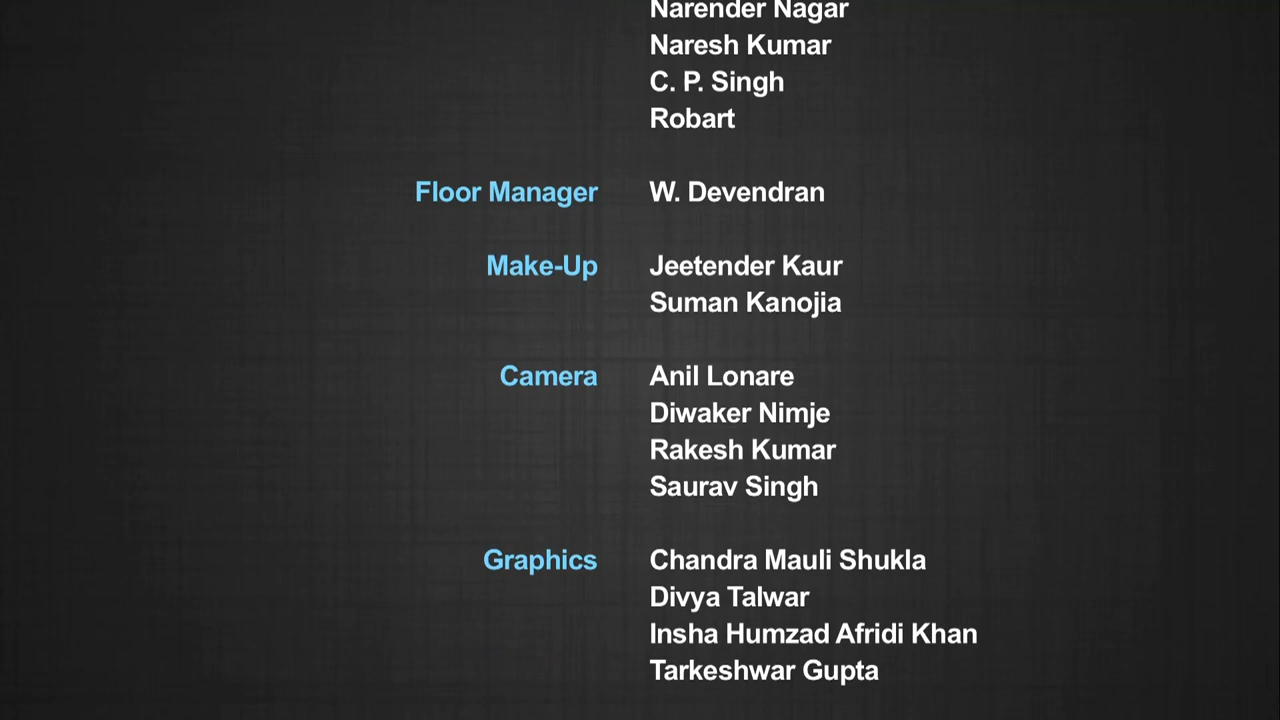 Narender Nagar
Naresh Kumar
C. P. Singh
Robart
Floor Manager W. Devendran
Make-Up Jeetender Kaur
Suman Kanojia
Camera Anil Lonare
Diwaker Nimje
Rakesh Kumar
Saurav Singh
Graphics Chandra Mauli Shukla
Divya Talwar
Insha Humzad Afridi Khan
Tarkeshwar Gupta